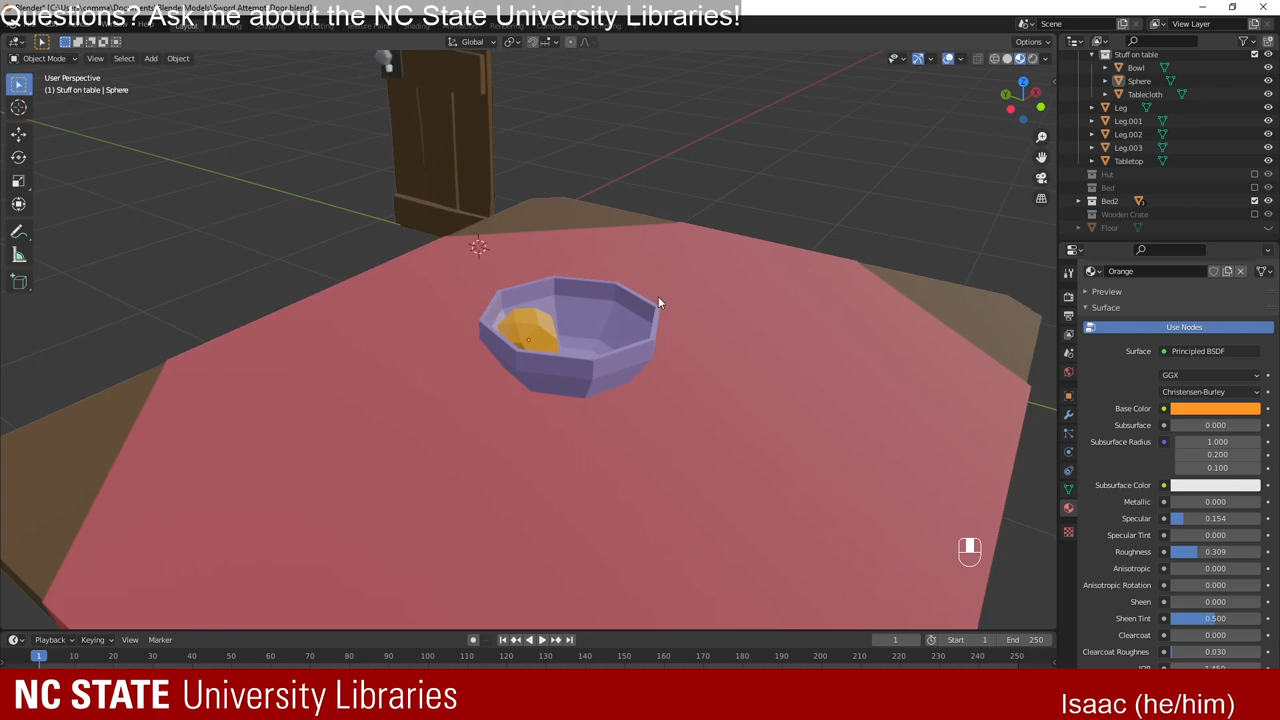 Questions? Ask me about the NC State University Libraries!
Scene
View Layer
Global
Options
Object Mode
View
Select
Add
Object
User Perspective
(1) Stuff on table | Sphere
Stuff on table
Bowl
Sphere
Tablecloth
Leg
Leg.001
Leg.002
Leg.003
Tabletop
Hut
Bed
Bed2
Wooden Crate
Floor
Orange
Preview
Surface
Use Nodes
Surface
Principled BSDF
GGX
Christensen-Burley
Base Color
Subsurface 0.000
Subsurface Radius 1.000
0.200
0.100
Subsurface Color
Metallic 0.000
Specular 0.154
Specular Tint 0.000
Roughness 0.309
Anisotropic 0.000
Anisotropic Rotation 0.000
Sheen 0.000
Sheen Tint 0.500
Clearcoat 0.000
Clearcoat Roughnes 0.030
Playback
Keying
View
Marker
1
Start 1
End 250
1 10 20 30 40 50 60 70 80 90 100 110 120 130 140 150 160 170 180 190 200 210 220 230 240 250
NC STATE University Libraries
Isaac (he/him)